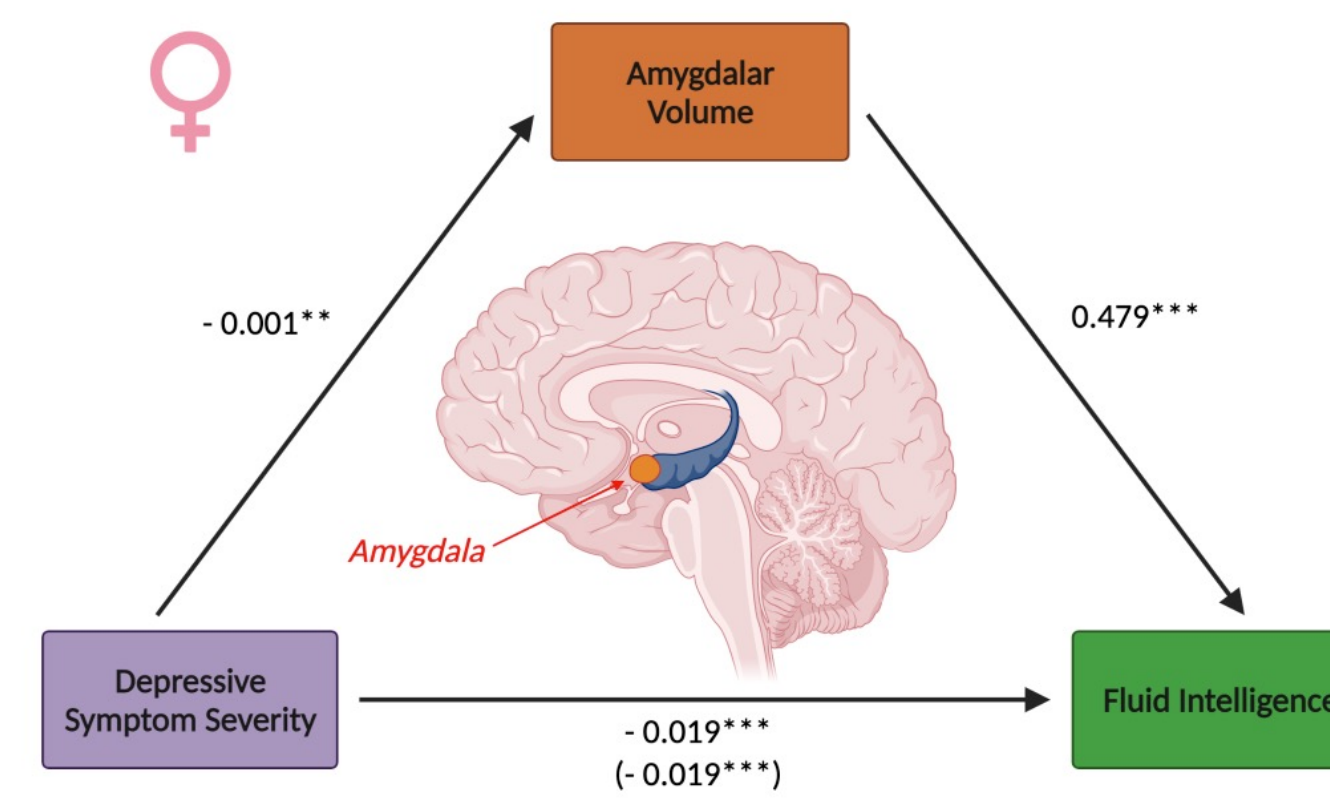 Amygdalar
Volume
- 0.001**
0.479***
Amygdala
Depressive
Symptom Severity
Fluid Intelligence
- 0.019***
(- 0.019***)